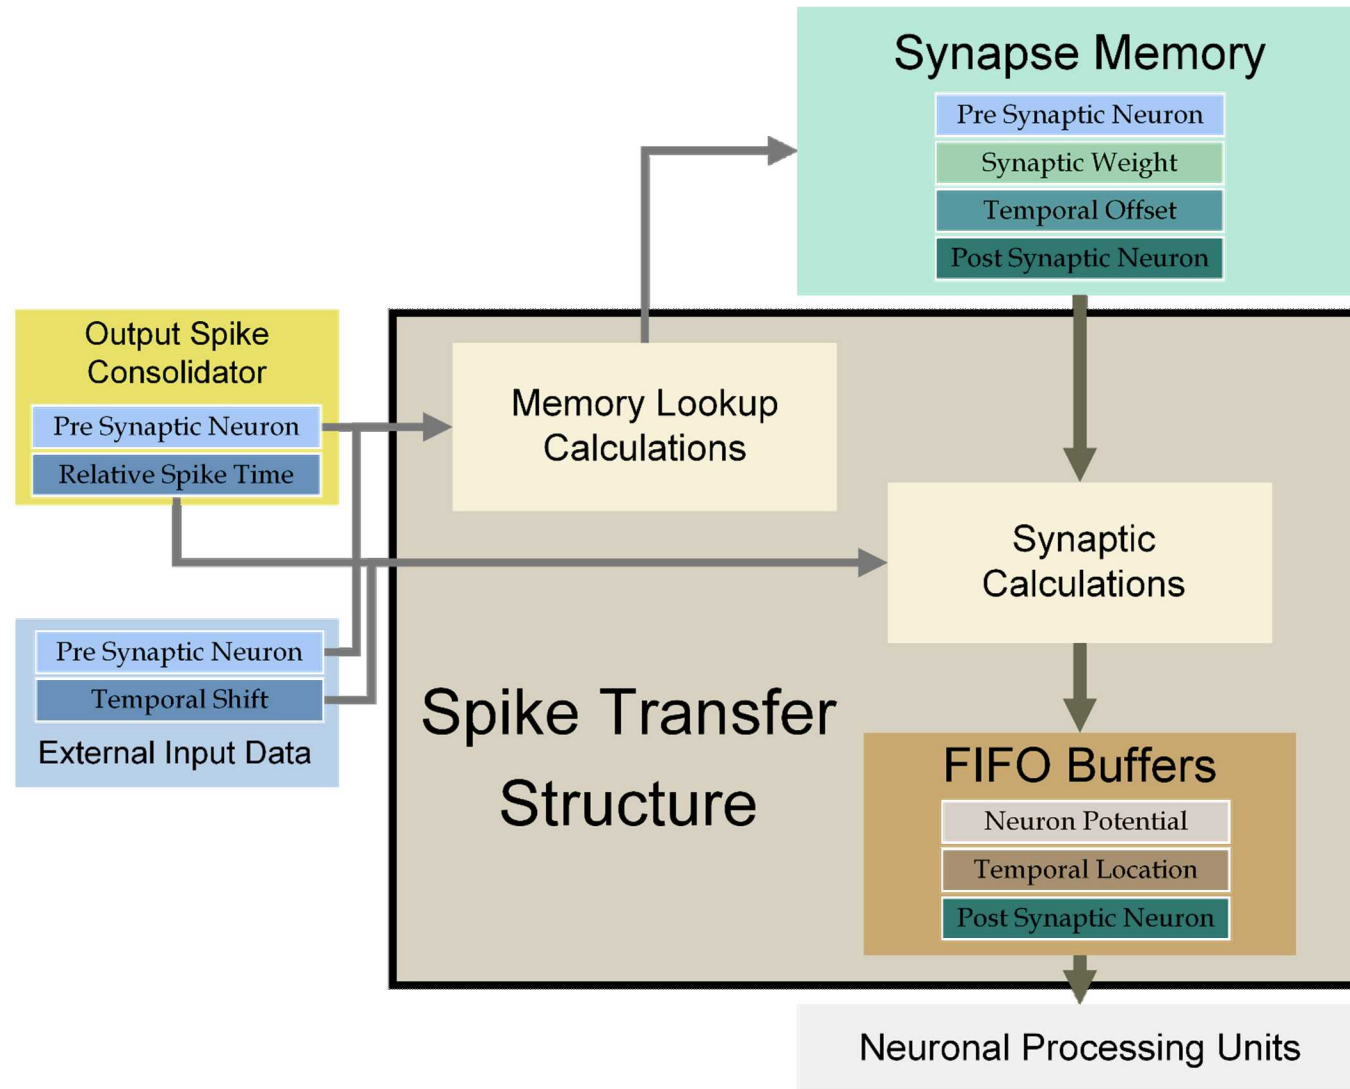 Synapse Memory
Pre Synaptic Neuron
Synaptic Weight
Temporal Offset
Post Synaptic Neuron
Output Spike
Consolidator
Pre Synaptic Neuron
Relative Spike Time
Memory Lookup
Calculations
Synaptic
Calculations
Pre Synaptic Neuron
Temporal Shift
External Input Data
Spike Transfer
Structure
FIFO Buffers
Neuron Potential
Temporal Location
Post Synaptic Neuron
Neuronal Processing Units